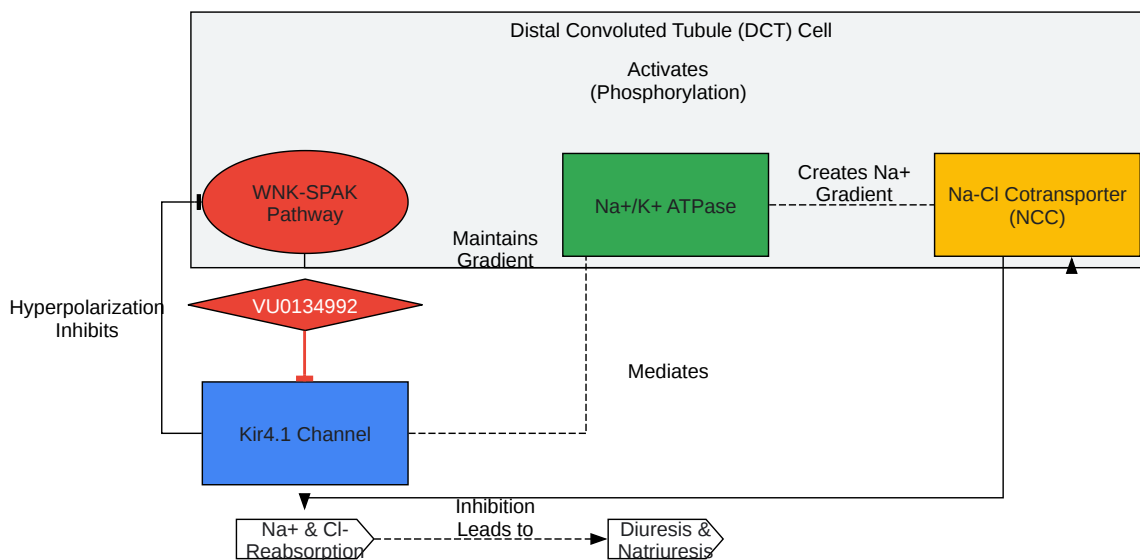 Distal Convoluted Tubule (DCT) Cell
Activates
(Phosphorylation)
WNK-SPAK
Pathway
Na+/K+ ATPase
Creates Na+
Gradient
Na-Cl Cotransporter
(NCC)
Maintains
Gradient
VU0134992
Hyperpolarization
Inhibits
Mediates
Kir4.1 Channel
Na+ & Cl-
Reabsorption
Inhibition
Leads to
Diuresis &
Natriuresis